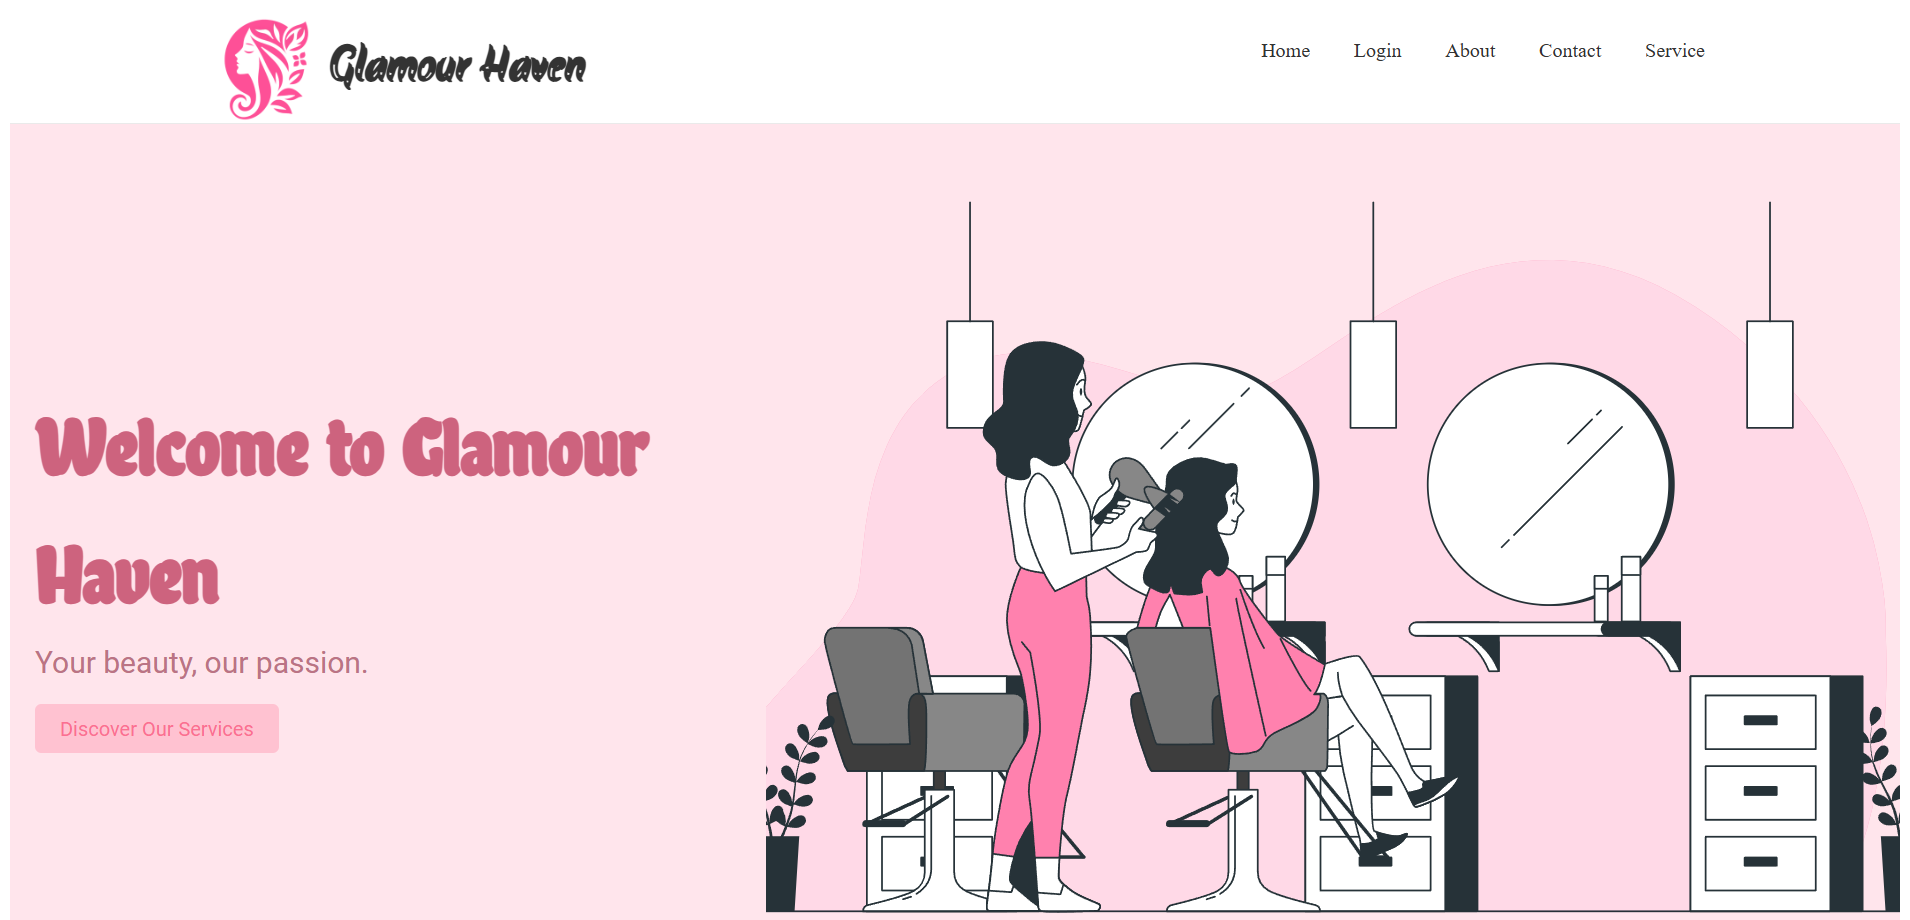 Glamour Haven
Home Login About Contact Service
Welcome to Glamour
Haven
Your beauty, our passion.
Discover Our Services